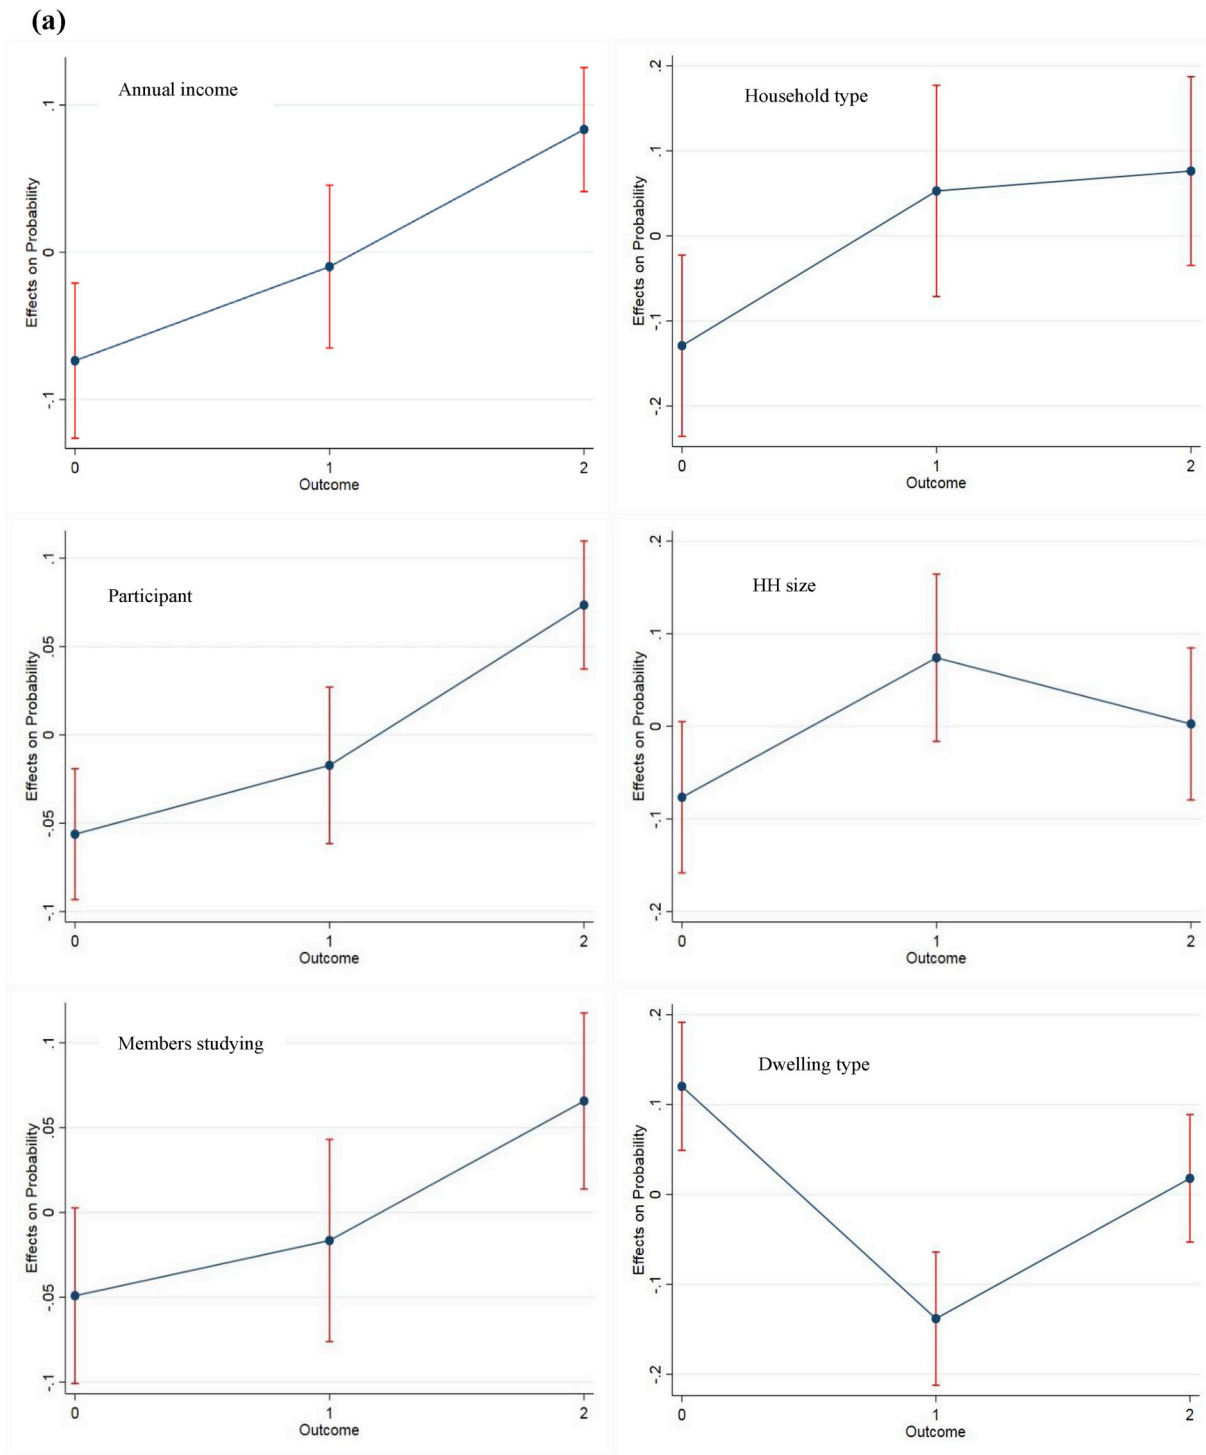 (a)
Annual income
Effects on Probability
.1
0
-.1
0 1 2
Outcome
Household type
Effects on Probability
.2
.1
0
-.1
-.2
0 1 2
Outcome
Participant
Effects on Probability
.1
.05
0
-.05
-.1
0 1 2
Outcome
HH size
Effects on Probability
.2
.1
0
-.1
-.2
0 1 2
Outcome
Members studying
Effects on Probability
.1
.05
0
-.05
-.1
0 1 2
Outcome
Dwelling type
Effects on Probability
.2
.1
0
-.1
-.2
0 1 2
Outcome